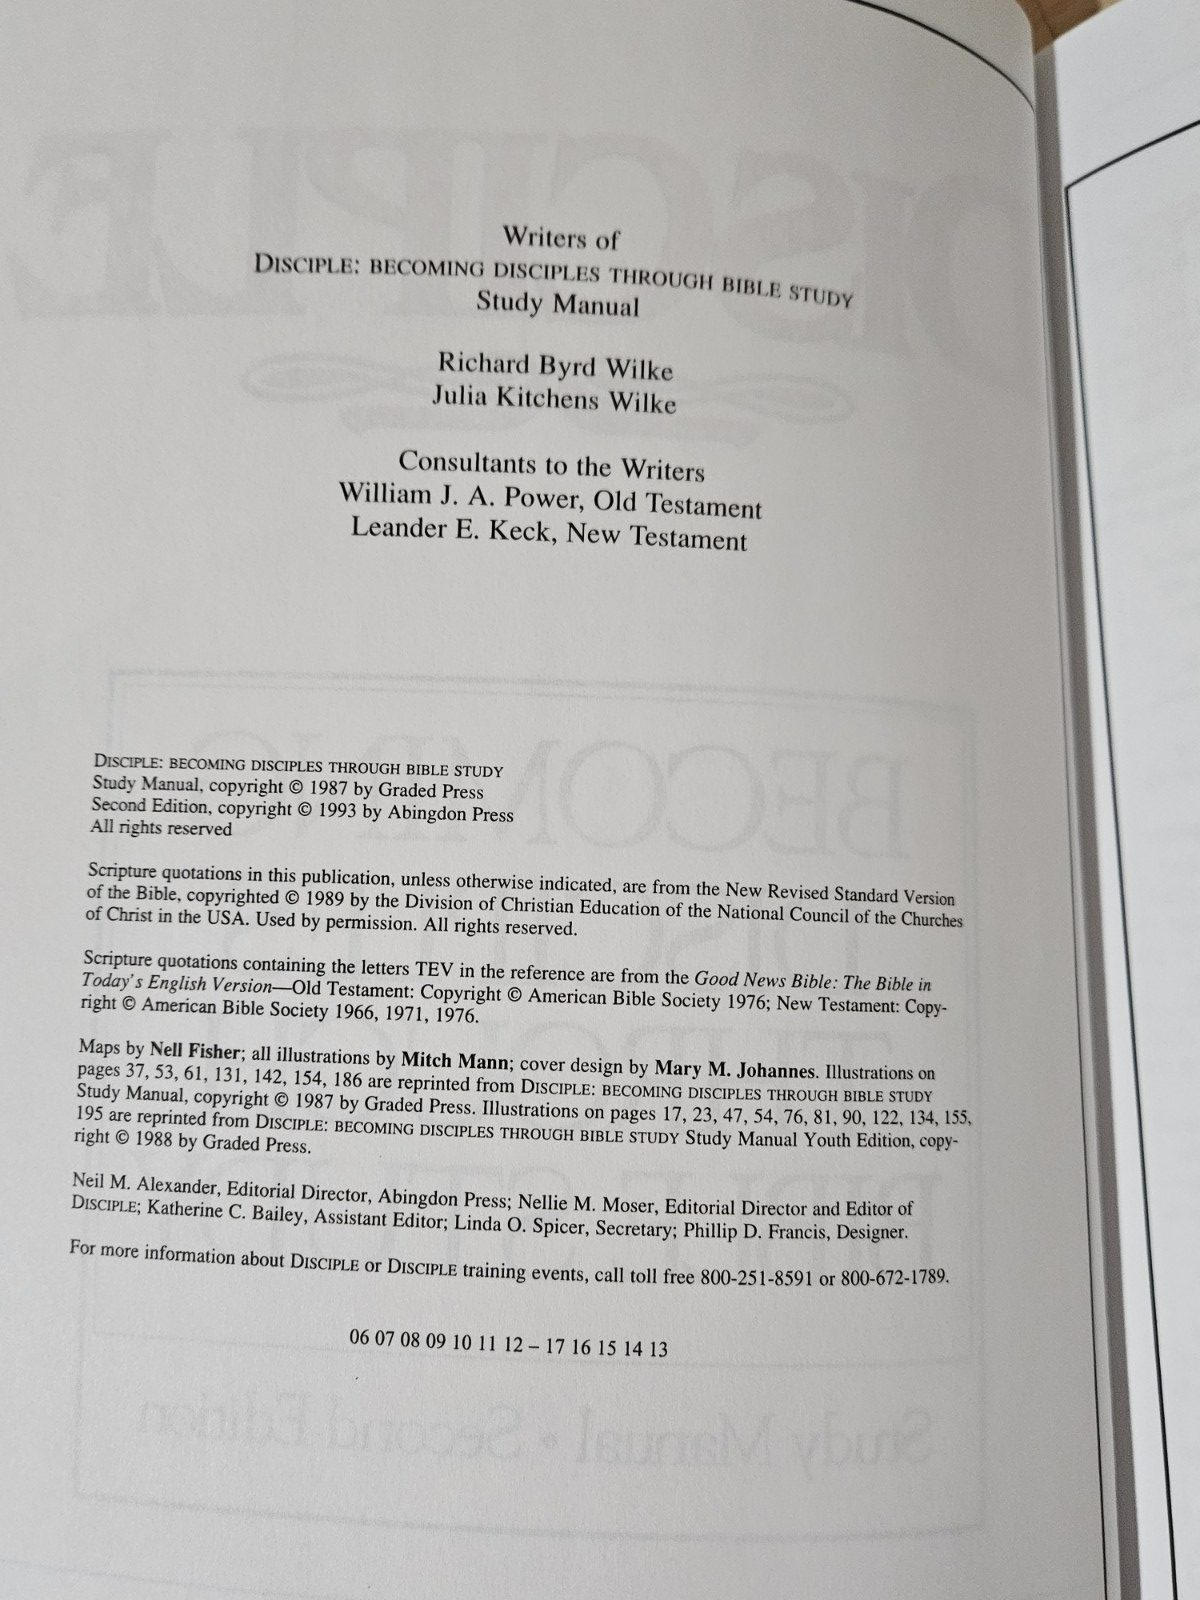 Writers of
DISCIPLE: BECOMING DISCIPLES THROUGH BIBLE STUDY
Study Manual
Richard Byrd Wilke
Julia Kitchens Wilke
Consultants to the Writers
William J. A. Power, Old Testament
Leander E. Keck, New Testament
DISCIPLE: BECOMING DISCIPLES THROUGH BIBLE STUDY
Study Manual, copyright © 1987 by Graded Press
Second Edition, copyright © 1993 by Abingdon Press
All rights reserved
Scripture quotations in this publication, unless otherwise indicated, are from the New Revised Standard Version
of the Bible, copyrighted © 1989 by the Division of Christian Education of the National Council of the Churches
of Christ in the USA. Used by permission. All rights reserved.
Scripture quotations containing the letters TEV in the reference are from the Good News Bible: The Bible in
Today's English Version—Old Testament: Copyright © American Bible Society 1976; New Testament: Copy-
right © American Bible Society 1966, 1971, 1976.
Maps by Nell Fisher; all illustrations by Mitch Mann; cover design by Mary M. Johannes. Illustrations on
pages 37, 53, 61, 131, 142, 154, 186 are reprinted from DISCIPLE: BECOMING DISCIPLES THROUGH BIBLE STUDY
Study Manual, copyright © 1987 by Graded Press. Illustrations on pages 17, 23, 47, 54, 76, 81, 90, 122, 134, 155,
195 are reprinted from DISCIPLE: BECOMING DISCIPLES THROUGH BIBLE STUDY Study Manual Youth Edition, copy-
right © 1988 by Graded Press.
Neil M. Alexander, Editorial Director, Abingdon Press; Nellie M. Moser, Editorial Director and Editor of
DISCIPLE; Katherine C. Bailey, Assistant Editor; Linda O. Spicer, Secretary; Phillip D. Francis, Designer.
For more information about DISCIPLE or DISCIPLE training events, call toll free 800-251-8591 or 800-672-1789.
06 07 08 09 10 11 12 – 17 16 15 14 13